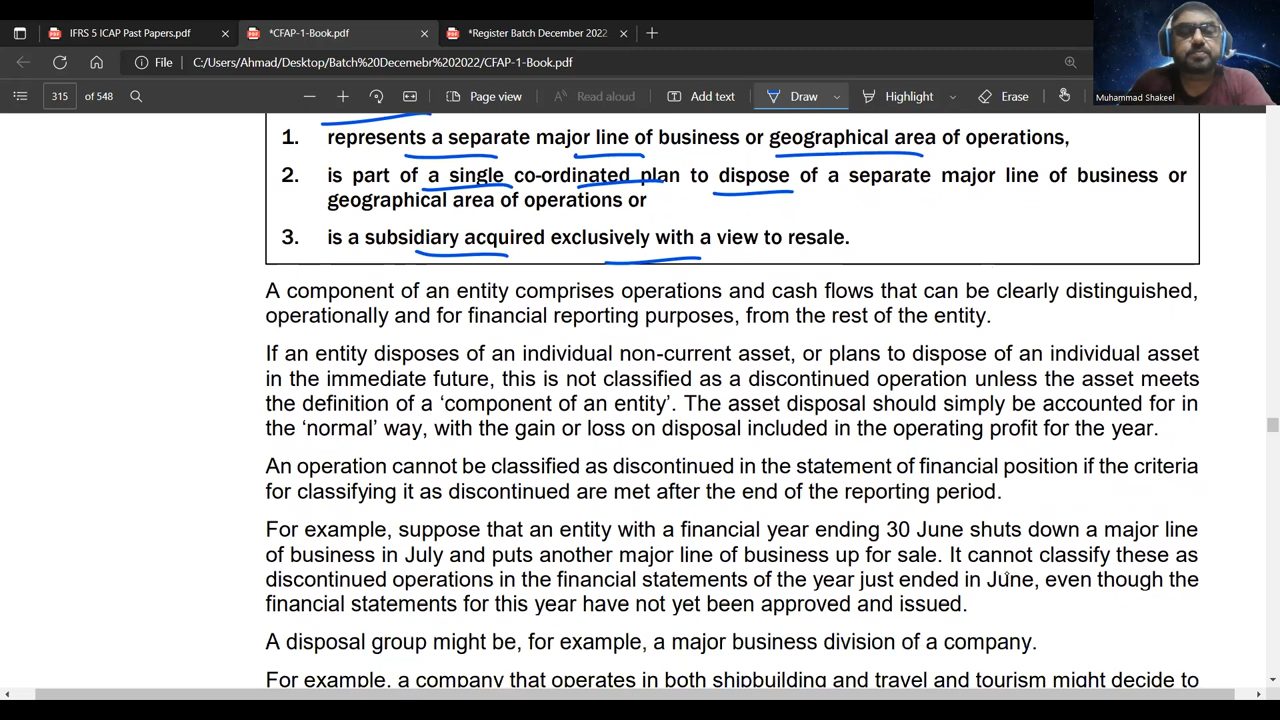 IFRS 5 ICAP Past Papers.pdf
*CFAP-1-Book.pdf
*Register Batch December 2022
File
C:/Users/Ahmad/Desktop/Batch%20Decemebr%202022/CFAP-1-Book.pdf
315 of 548
Page view
Read aloud
Add text
Draw
Highlight
Erase
Muhammad Shakeel
1. represents a separate major line of business or geographical area of operations,
2. is part of a single co-ordinated plan to dispose of a separate major line of business or
geographical area of operations or
3. is a subsidiary acquired exclusively with a view to resale.
A component of an entity comprises operations and cash flows that can be clearly distinguished,
operationally and for financial reporting purposes, from the rest of the entity.
If an entity disposes of an individual non-current asset, or plans to dispose of an individual asset
in the immediate future, this is not classified as a discontinued operation unless the asset meets
the definition of a ‘component of an entity’. The asset disposal should simply be accounted for in
the ‘normal’ way, with the gain or loss on disposal included in the operating profit for the year.
An operation cannot be classified as discontinued in the statement of financial position if the criteria
for classifying it as discontinued are met after the end of the reporting period.
For example, suppose that an entity with a financial year ending 30 June shuts down a major line
of business in July and puts another major line of business up for sale. It cannot classify these as
discontinued operations in the financial statements of the year just ended in June, even though the
financial statements for this year have not yet been approved and issued.
A disposal group might be, for example, a major business division of a company.
For example, a company that operates in both shipbuilding and travel and tourism might decide to